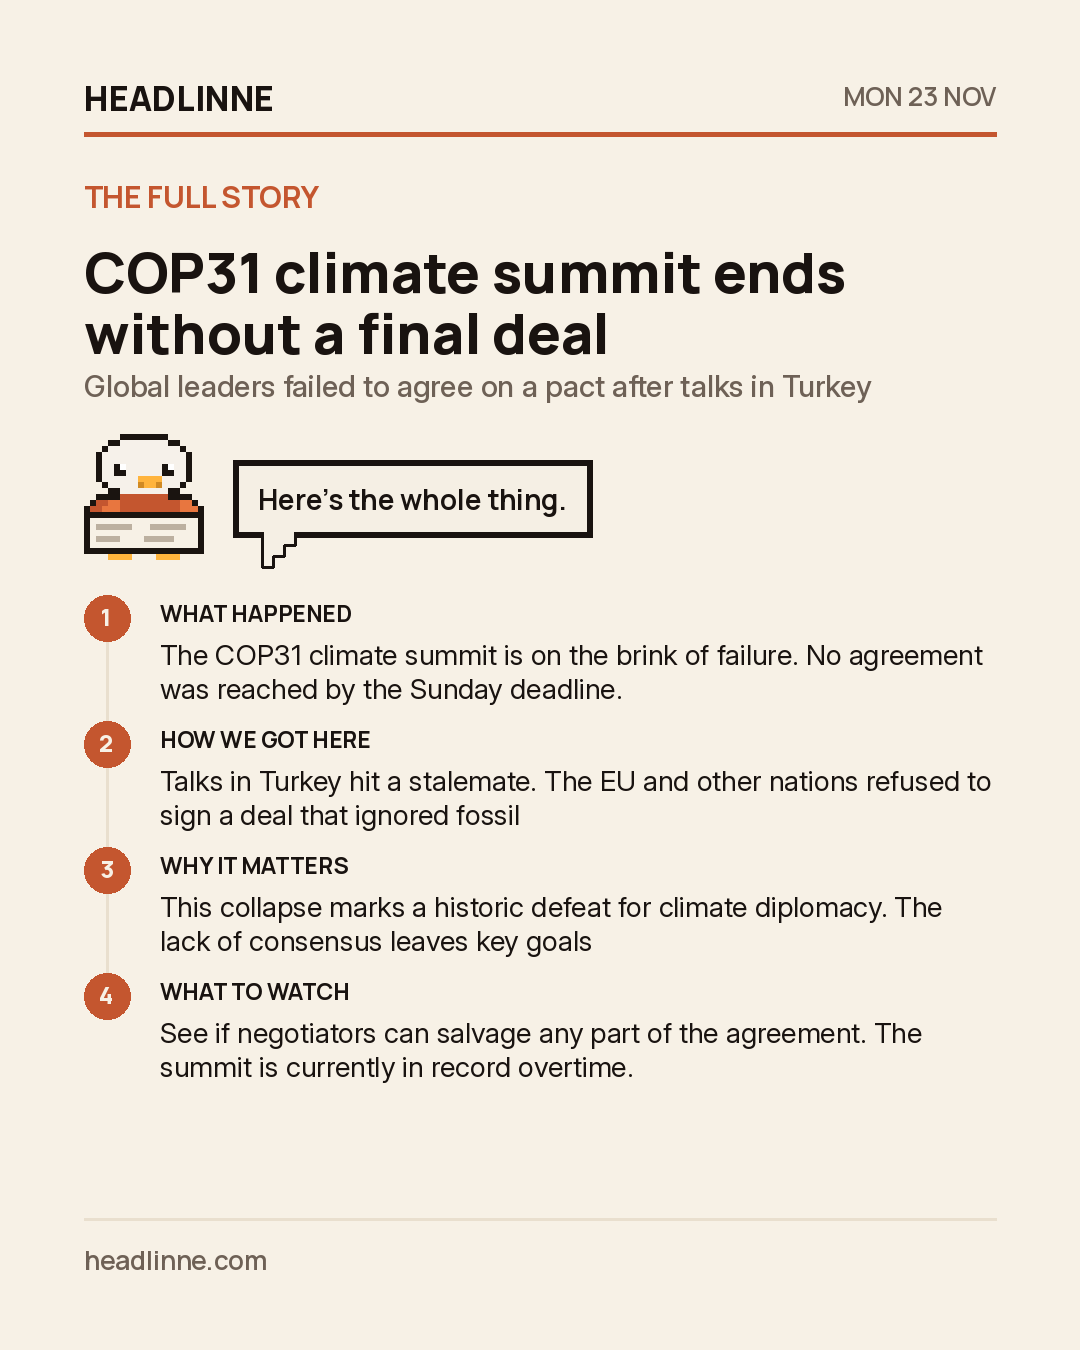 HEADLINNE
MON 23 NOV
THE FULL STORY
COP31 climate summit ends
without a final deal
Global leaders failed to agree on a pact after talks in Turkey
Here’s the whole thing.
1
WHAT HAPPENED
The COP31 climate summit is on the brink of failure. No agreement
was reached by the Sunday deadline.
2
HOW WE GOT HERE
Talks in Turkey hit a stalemate. The EU and other nations refused to
sign a deal that ignored fossil
3
WHY IT MATTERS
This collapse marks a historic defeat for climate diplomacy. The
lack of consensus leaves key goals
4
WHAT TO WATCH
See if negotiators can salvage any part of the agreement. The
summit is currently in record overtime.
headlinne.com